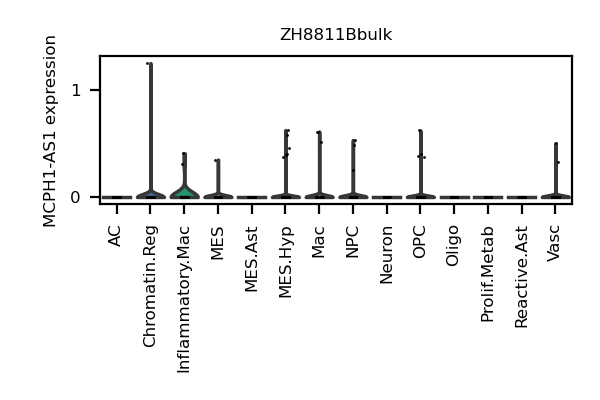 ZH8811Bbulk
MCPH1-AS1 expression
1
0
AC
Chromatin.Reg
Inflammatory.Mac
MES
MES.Ast
MES.Hyp
Mac
NPC
Neuron
OPC
Oligo
Prolif.Metab
Reactive.Ast
Vasc